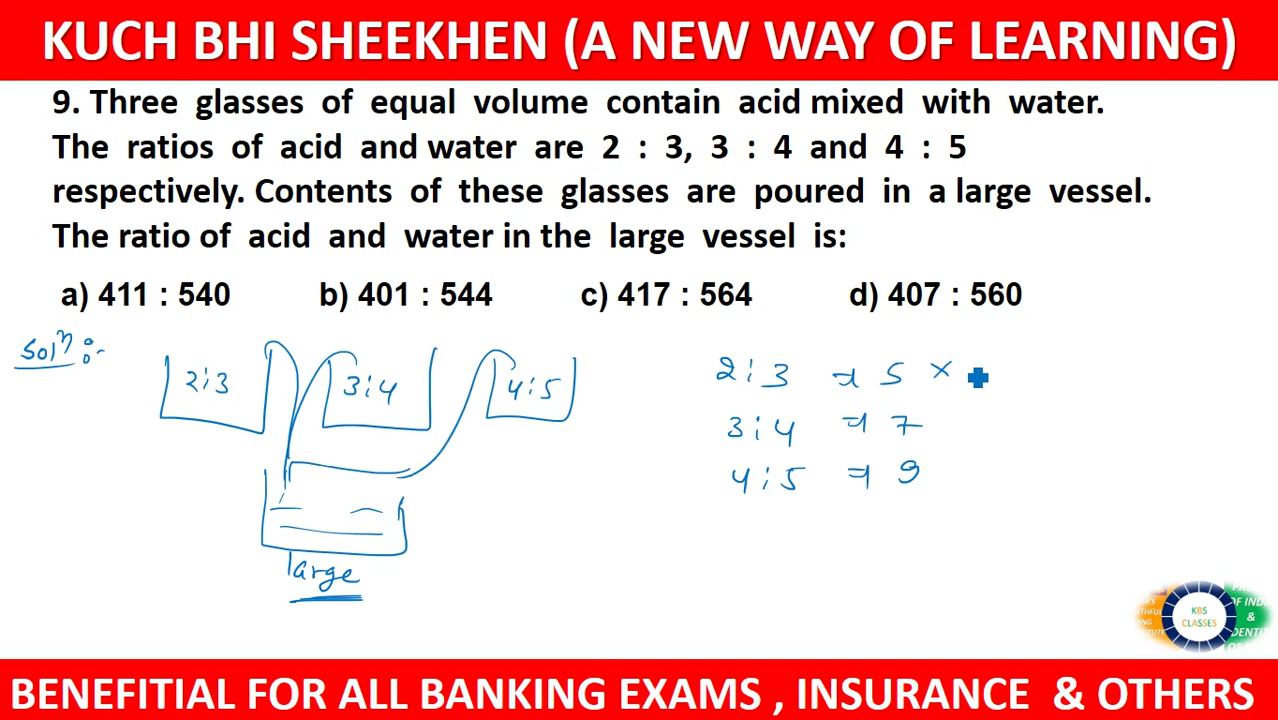 KUCH BHI SHEEKHEN (A NEW WAY OF LEARNING)
9. Three glasses of equal volume contain acid mixed with water.
The ratios of acid and water are 2 : 3, 3 : 4 and 4 : 5
respectively. Contents of these glasses are poured in a large vessel.
The ratio of acid and water in the large vessel is:
a) 411 : 540 b) 401 : 544 c) 417 : 564 d) 407 : 560
Solⁿ :-
2:3 3:4 4:5
2:3 ⇒ 5 ×
3:4 ⇒ 7
4:5 ⇒ 9
large
KBS
CLASSES
BENEFITIAL FOR ALL BANKING EXAMS , INSURANCE & OTHERS